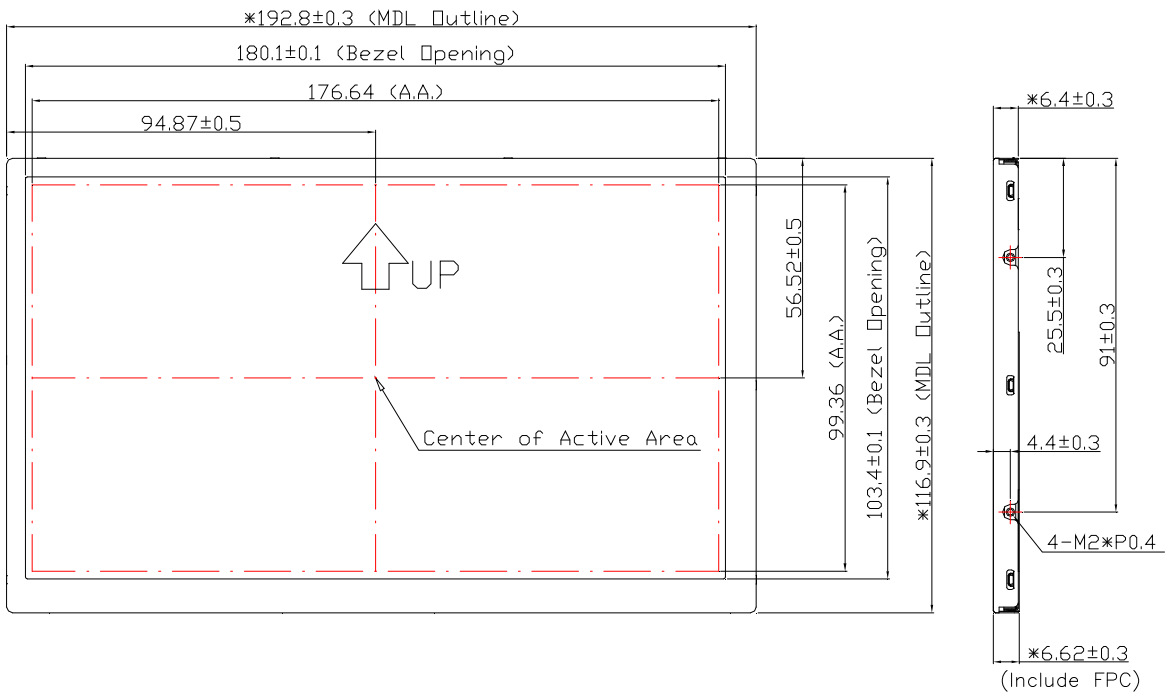 *192.8±0.3 (MDL Outline)
180.1±0.1 (Bezel Opening)
176.64 (A.A.)
94.87±0.5
UP
Center of Active Area
56.52±0.5
99.36 (A.A.)
103.4±0.1 (Bezel Opening)
*116.9±0.3 (MDL Outline)
*6.4±0.3
25.5±0.3
91±0.3
4.4±0.3
4-M2*P0.4
*6.62±0.3
(Include FPC)